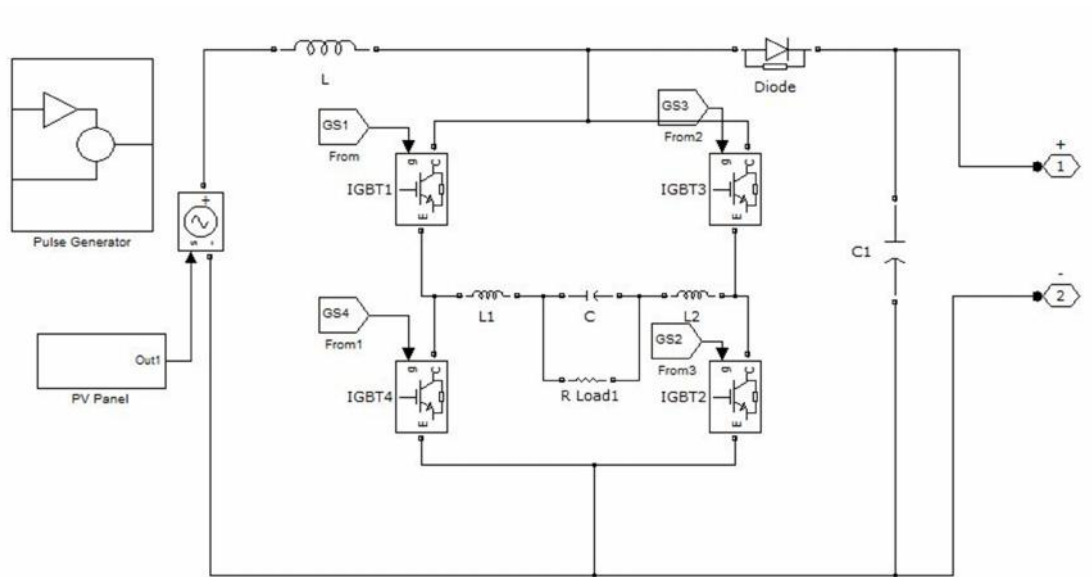 L
Diode
GS1
From
GS3
From2
g
C
E
IGBT1
g
C
E
IGBT3
Pulse Generator
+
s
-
+
1
C1
-
2
L1
C
L2
GS4
From1
GS2
From3
R Load1
Out1
PV Panel
g
C
E
IGBT4
g
C
E
IGBT2